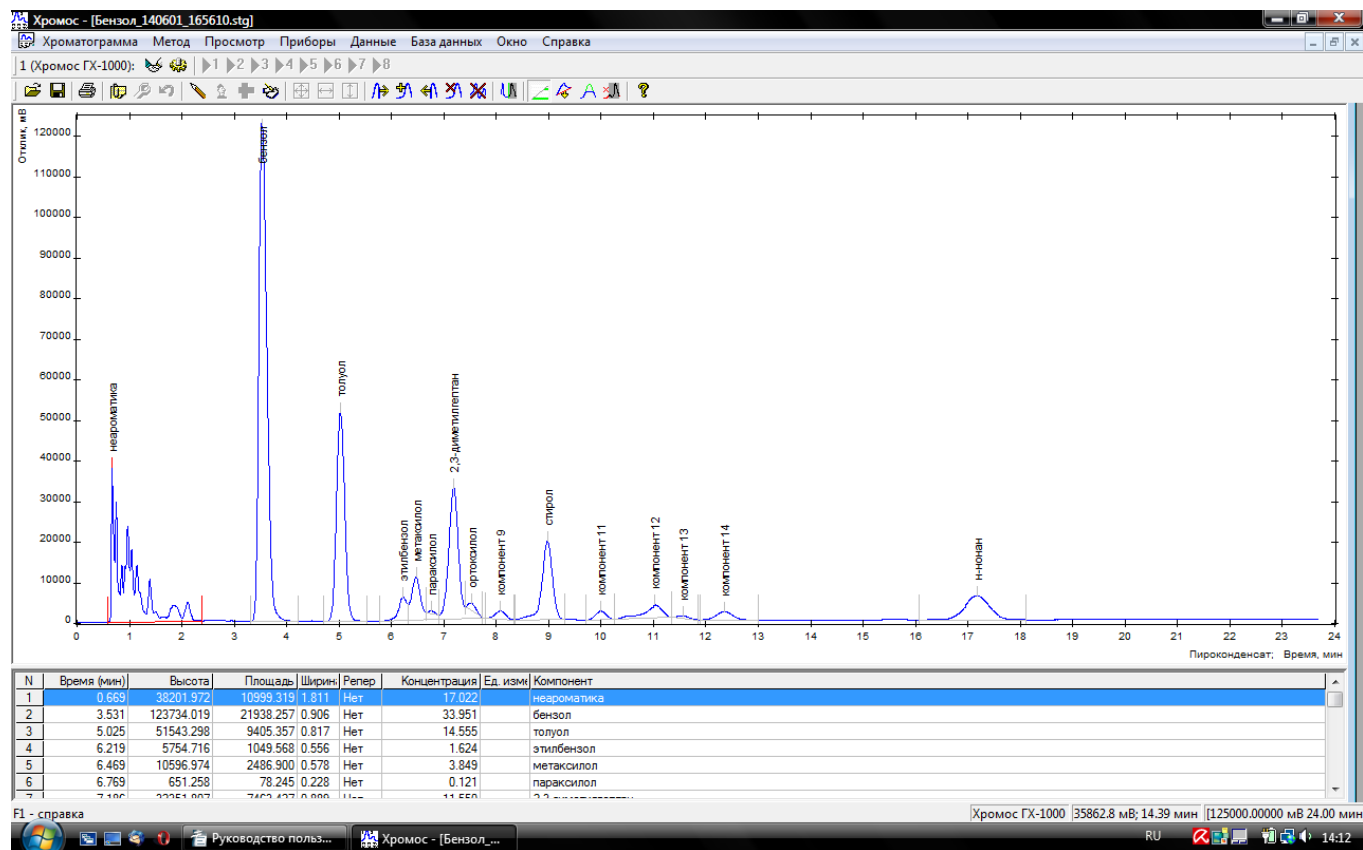 Хромос - [Бензол_140601_165610.stg]
Хроматограмма Метод Просмотр Приборы Данные База данных Окно Справка
1 (Хромос ГХ-1000): 1 2 3 4 5 6 7 8
Отклик, мВ
120000
110000
100000
90000
80000
70000
60000
50000
40000
30000
20000
10000
0
неароматика
бензол
толуол
этилбензол
метаксилол
параксилол
2,3-диметилгептан
ортоксилол
компонент 9
стирол
компонент 11
компонент 12
компонент 13
компонент 14
н-нонан
0 1 2 3 4 5 6 7 8 9 10 11 12 13 14 15 16 17 18 19 20 21 22 23 24
Пироконденсат; Время, мин
N Время (мин) Высота Площадь Ширин Репер Концентрация Ед. изме Компонент
1 0.669 38201.972 10999.319 1.811 Нет 17.022 неароматика
2 3.531 123734.019 21938.257 0.906 Нет 33.951 бензол
3 5.025 51543.298 9405.357 0.817 Нет 14.555 толуол
4 6.219 5754.716 1049.568 0.556 Нет 1.624 этилбензол
5 6.469 10596.974 2486.900 0.578 Нет 3.849 метаксилол
6 6.769 651.258 78.245 0.228 Нет 0.121 параксилол
F1 - справка Хромос ГХ-1000 35862.8 мВ; 14.39 мин [125000.00000 мВ 24.00 мин
Руководство польз... Хромос - [Бензол_... RU 14:12